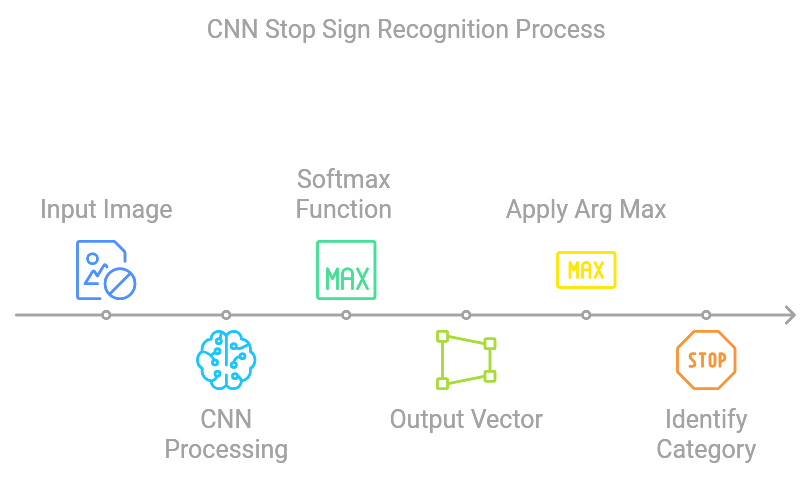 CNN Stop Sign Recognition Process
Input Image
Softmax
Function
Apply Arg Max
MAX
MAX
STOP
CNN
Processing
Output Vector
Identify
Category